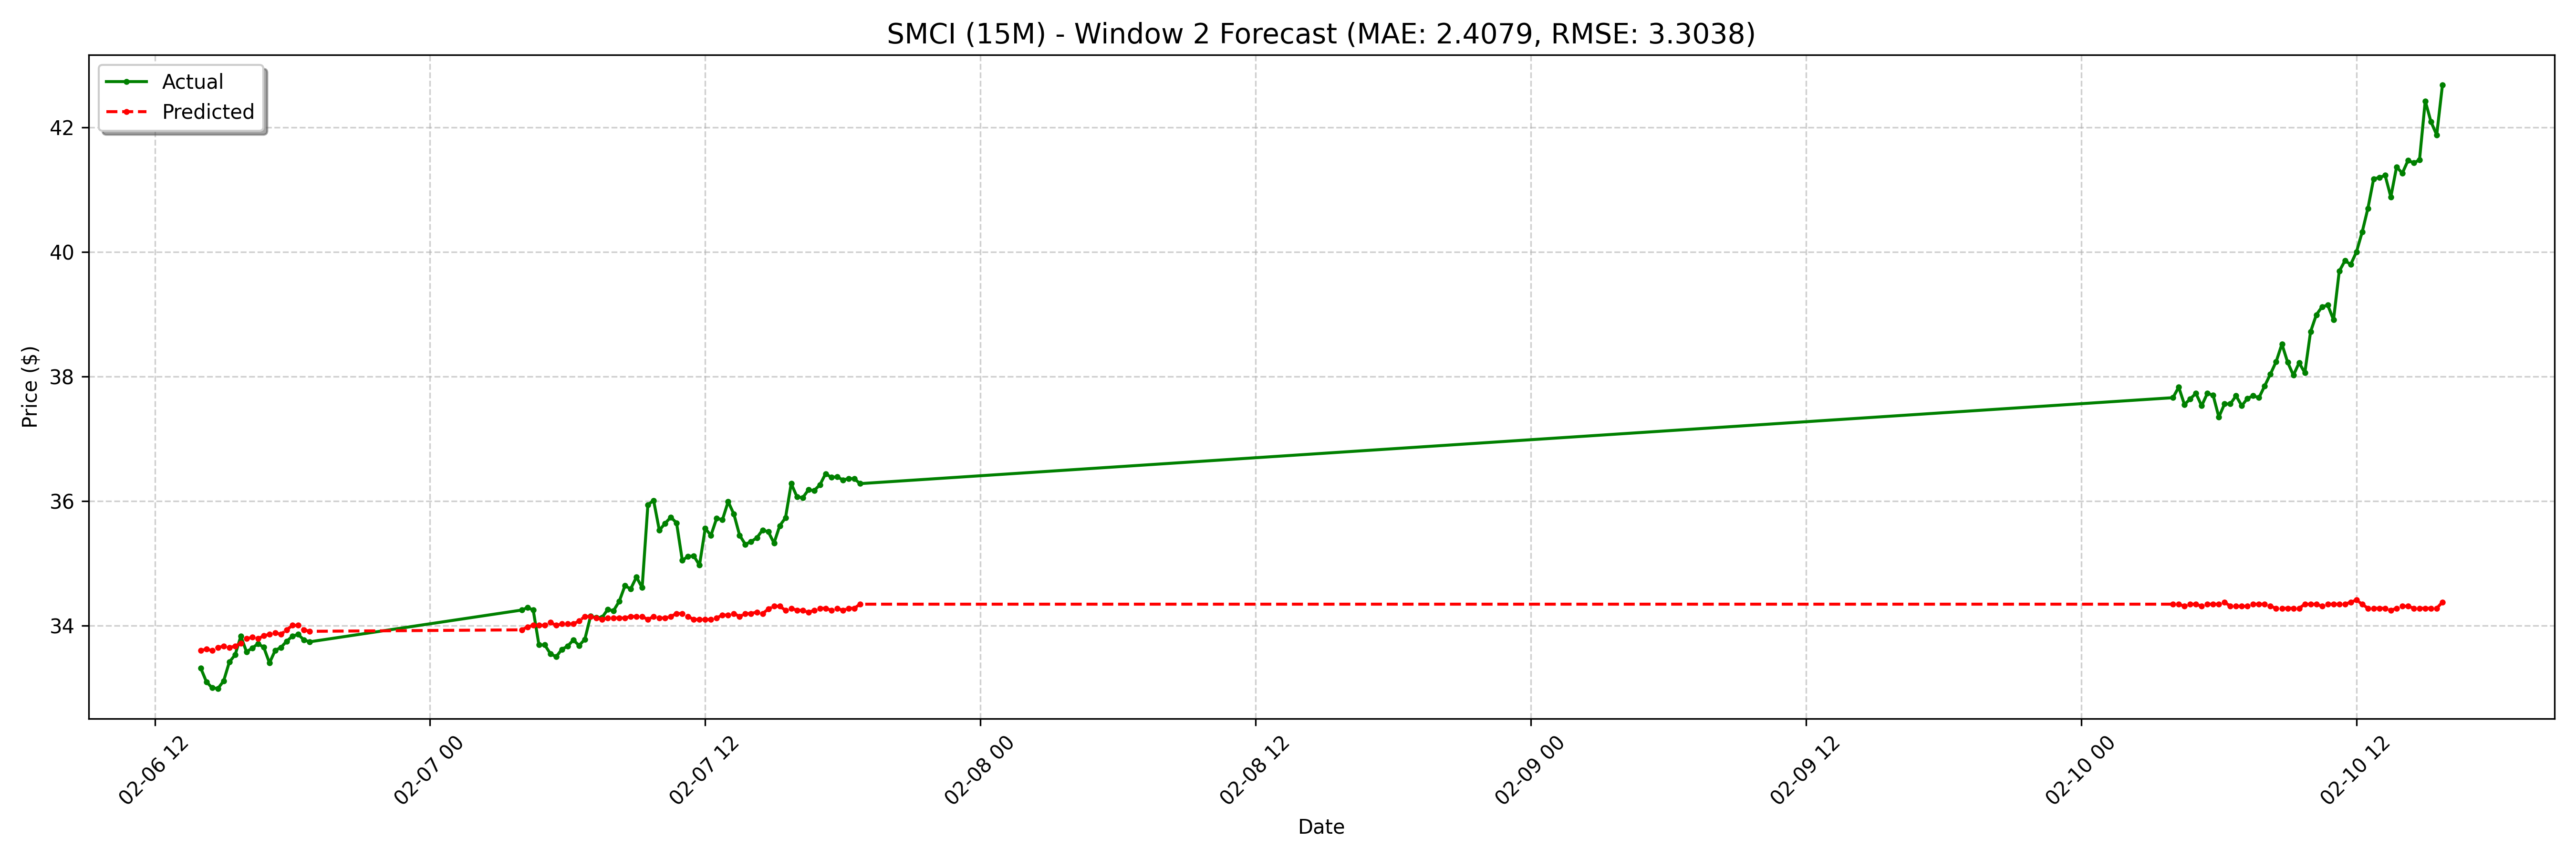 SMCI (15M) - Window 2 Forecast (MAE: 2.4079, RMSE: 3.3038)
Actual
Predicted
Price ($)
42
40
38
36
34
02-06 12
02-07 00
02-07 12
02-08 00
02-08 12
02-09 00
02-09 12
02-10 00
02-10 12
Date